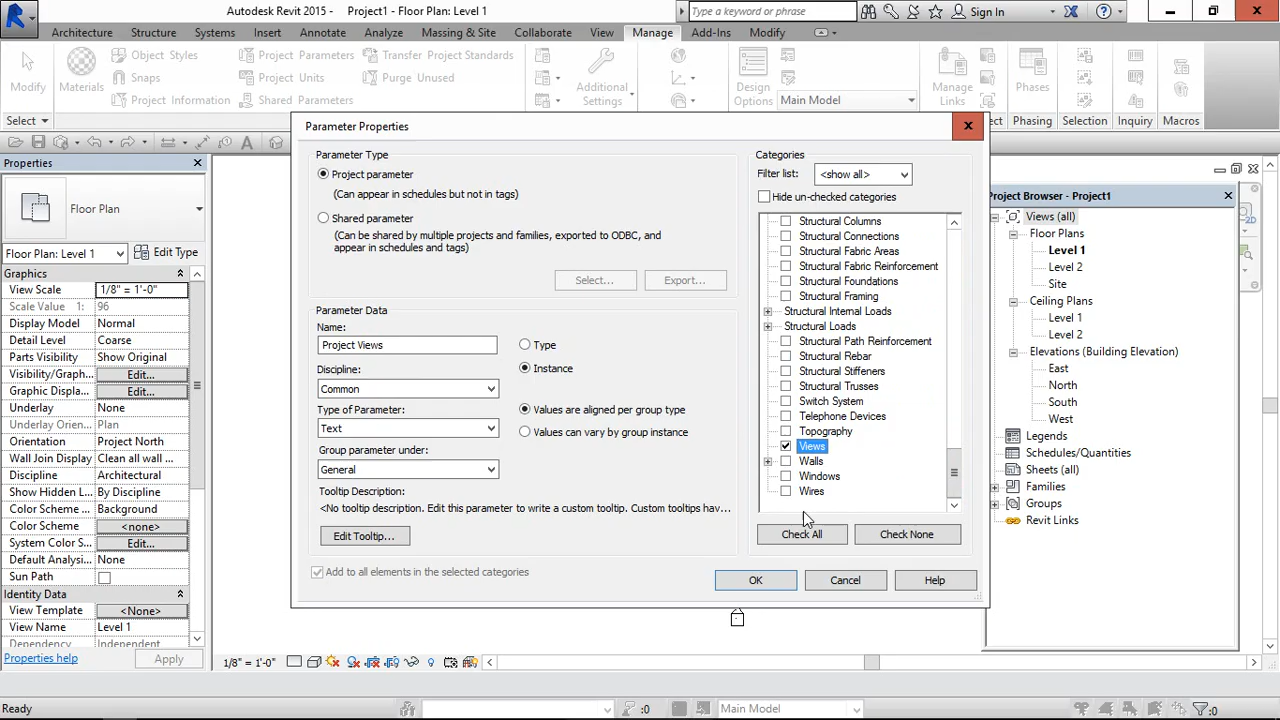 Autodesk Revit 2015 - Project1 - Floor Plan: Level 1
Type a keyword or phrase
Sign In
Architecture Structure Systems Insert Annotate Analyze Massing & Site Collaborate View Manage Add-Ins Modify
Modify
Materials
Object Styles
Snaps
Project Information
Project Parameters
Project Units
Shared Parameters
Transfer Project Standards
Purge Unused
Additional
Settings
Design
Options
Main Model
Manage
Links
Phases
Select
Phasing
Selection
Inquiry
Macros
Properties
Floor Plan
Floor Plan: Level 1
Edit Type
Graphics
View Scale 1/8" = 1'-0"
Scale Value 1: 96
Display Model Normal
Detail Level Coarse
Parts Visibility Show Original
Visibility/Graph... Edit...
Graphic Displa... Edit...
Underlay None
Underlay Orien... Plan
Orientation Project North
Wall Join Display Clean all wall ...
Discipline Architectural
Show Hidden L... By Discipline
Color Scheme ... Background
Color Scheme <none>
System Color S... Edit...
Default Analysi... None
Sun Path
Identity Data
View Template <None>
View Name Level 1
Dependency Independent
Properties help
Apply
Parameter Properties
Parameter Type
Project parameter
(Can appear in schedules but not in tags)
Shared parameter
(Can be shared by multiple projects and families, exported to ODBC, and
appear in schedules and tags)
Select...
Export...
Parameter Data
Name:
Project Views
Discipline:
Common
Type of Parameter:
Text
Group parameter under:
General
Type
Instance
Values are aligned per group type
Values can vary by group instance
Tooltip Description:
<No tooltip description. Edit this parameter to write a custom tooltip. Custom tooltips hav...
Edit Tooltip...
Add to all elements in the selected categories
Categories
Filter list: <show all>
Hide un-checked categories
Structural Columns
Structural Connections
Structural Fabric Areas
Structural Fabric Reinforcement
Structural Foundations
Structural Framing
Structural Internal Loads
Structural Loads
Structural Path Reinforcement
Structural Rebar
Structural Stiffeners
Structural Trusses
Switch System
Telephone Devices
Topography
Views
Walls
Windows
Wires
Check All
Check None
OK
Cancel
Help
Project Browser - Project1
Views (all)
Floor Plans
Level 1
Level 2
Site
Ceiling Plans
Level 1
Level 2
Elevations (Building Elevation)
East
North
South
West
Legends
Schedules/Quantities
Sheets (all)
Families
Groups
Revit Links
1/8" = 1'-0"
Ready
:0
Main Model
:0